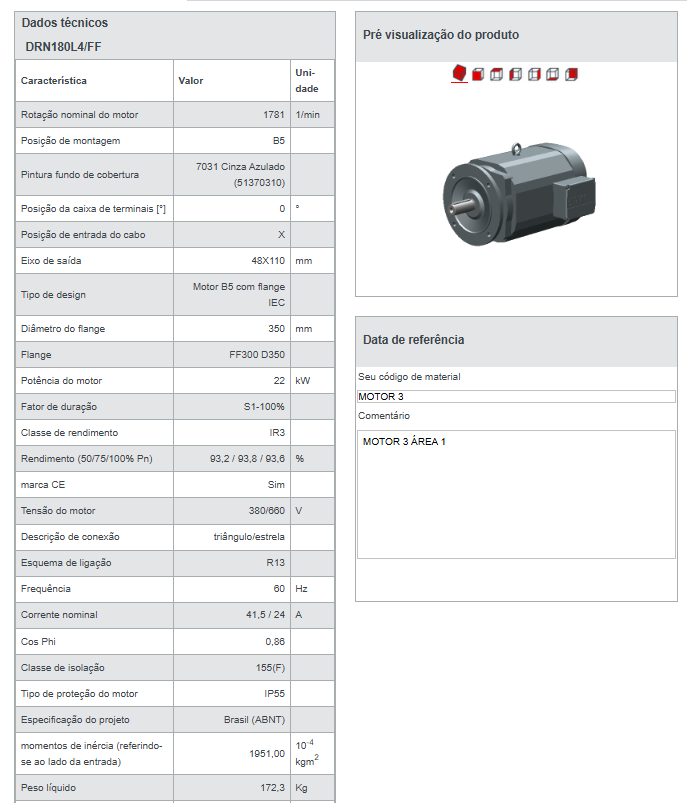 Dados técnicos
DRN180L4/FF
Característica Valor Uni-
dade
Rotação nominal do motor 1781 1/min
Posição de montagem B5
Pintura fundo de cobertura 7031 Cinza Azulado
(51370310)
Posição da caixa de terminais [°] 0 °
Posição de entrada do cabo X
Eixo de saída 48X110 mm
Tipo de design Motor B5 com flange
IEC
Diâmetro do flange 350 mm
Flange FF300 D350
Potência do motor 22 kW
Fator de duração S1-100%
Classe de rendimento IR3
Rendimento (50/75/100% Pn) 93,2 / 93,8 / 93,6 %
marca CE Sim
Tensão do motor 380/660 V
Descrição de conexão triângulo/estrela
Esquema de ligação R13
Frequência 60 Hz
Corrente nominal 41,5 / 24 A
Cos Phi 0,86
Classe de isolação 155(F)
Tipo de proteção do motor IP55
Especificação do projeto Brasil (ABNT)
momentos de inércia (referindo-
se ao lado da entrada) 1951,00 10⁻⁴
kgm²
Peso líquido 172,3 Kg
Pré visualização do produto
Data de referência
Seu código de material
MOTOR 3
Comentário
MOTOR 3 ÁREA 1